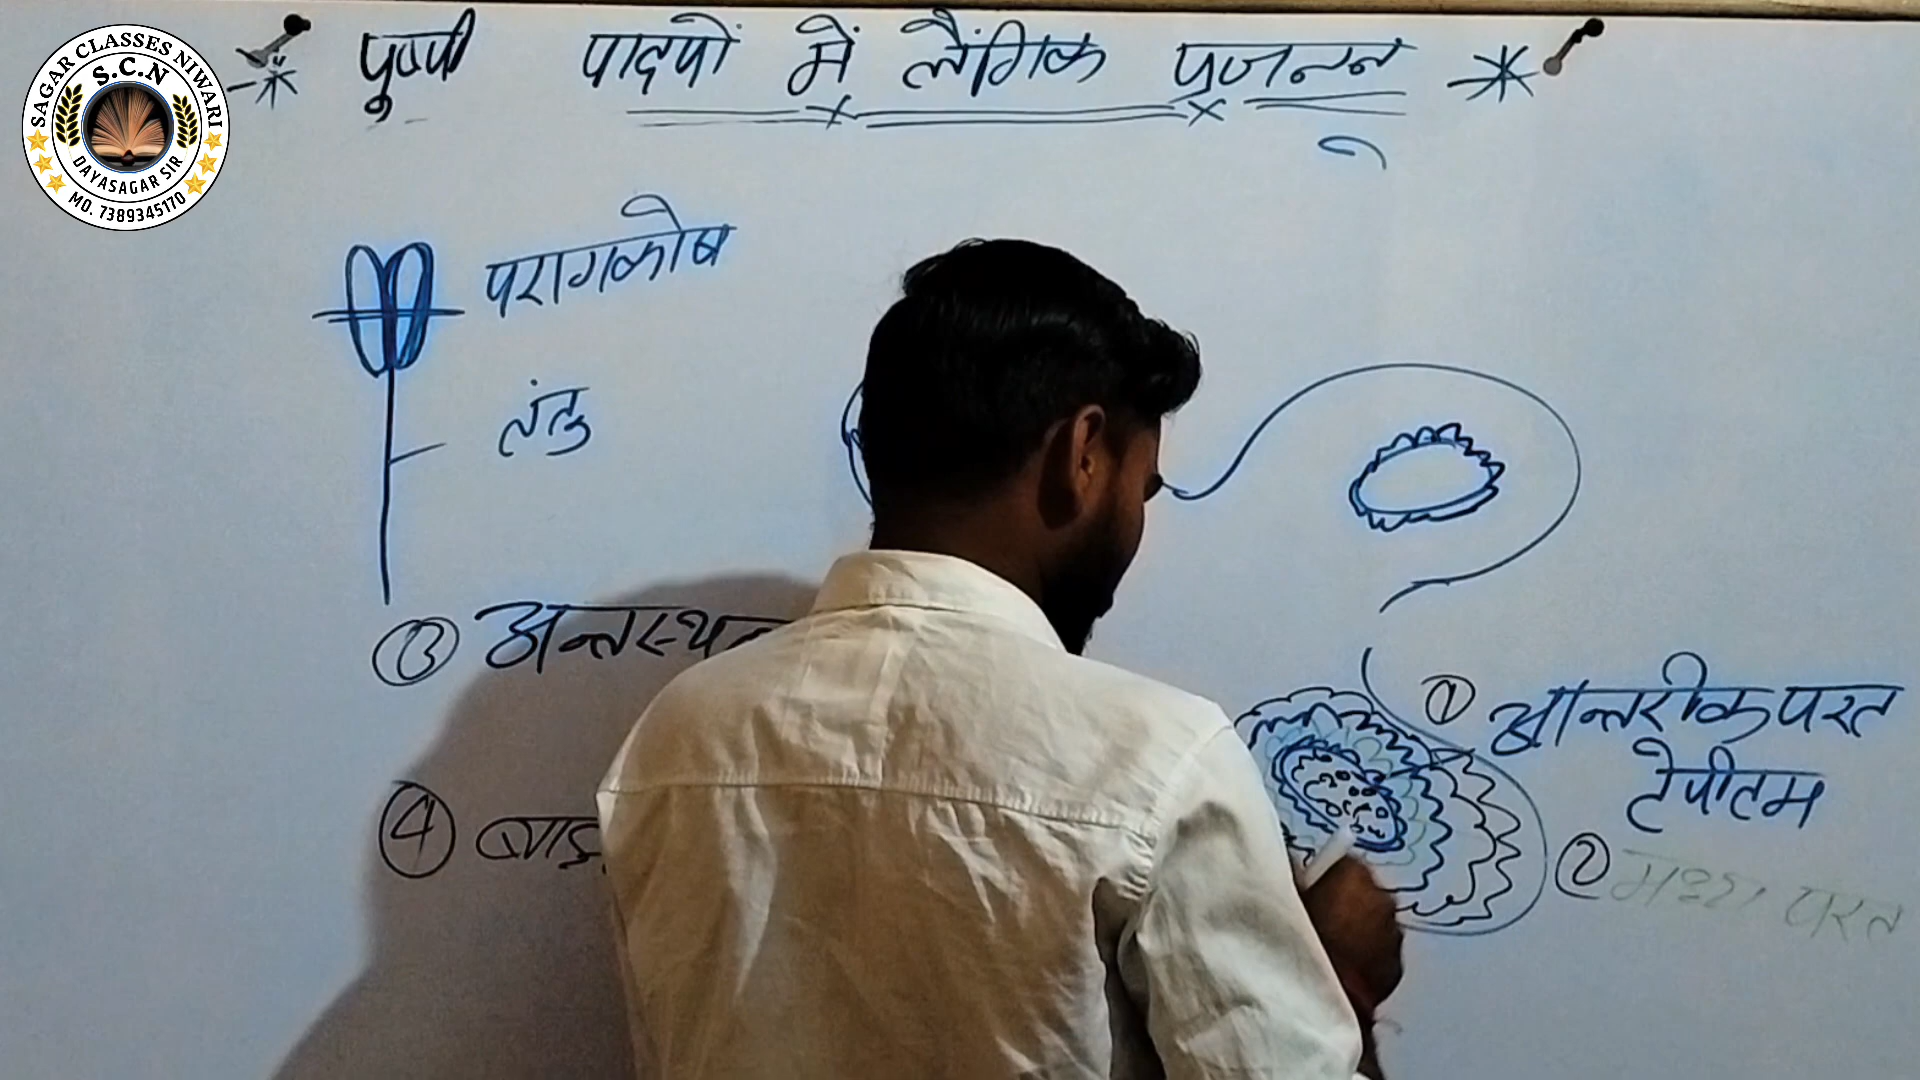 SAGAR CLASSES NIWARI
S.C.N
DAYASAGAR SIR
MO. 7389345170
पुष्पी पादपों में लैंगिक प्रजनन
परागकोष
तंतु
③ अन्तस्थ
④ बाह्
① आन्तरीक परत
टेपीटम
② मध्य परत